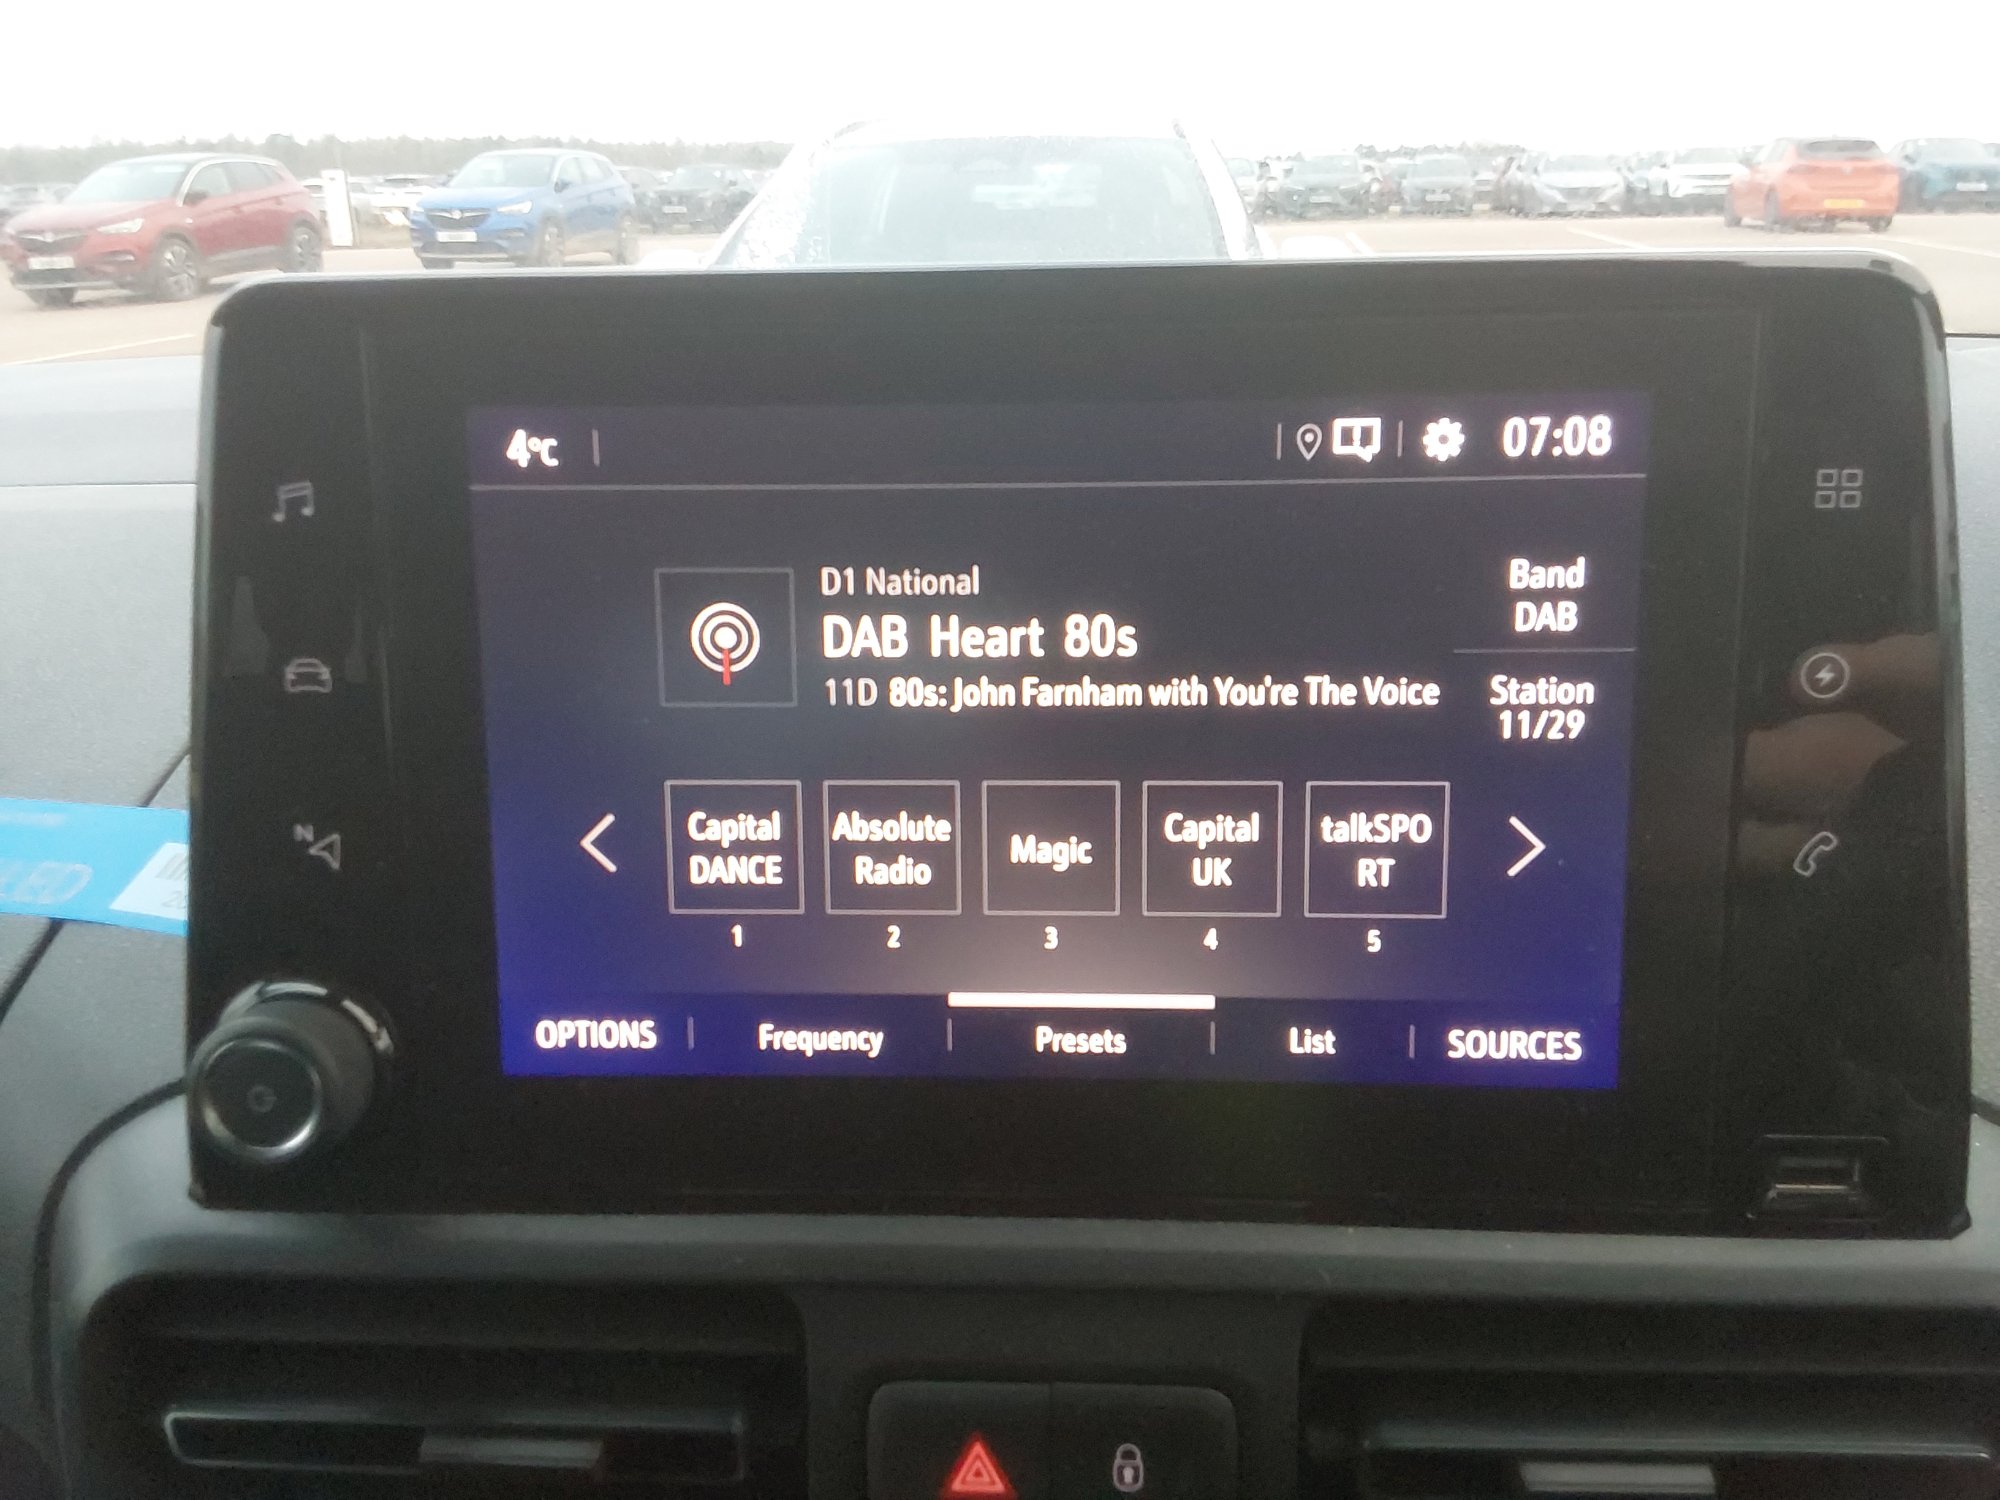 4°C
07:08
D1 National
DAB Heart 80s
11D 80s: John Farnham with You're The Voice
Band
DAB
Station
11/29
Capital
DANCE
Absolute
Radio
Magic
Capital
UK
talkSPO
RT
1
2
3
4
5
OPTIONS
Frequency
Presets
List
SOURCES
N